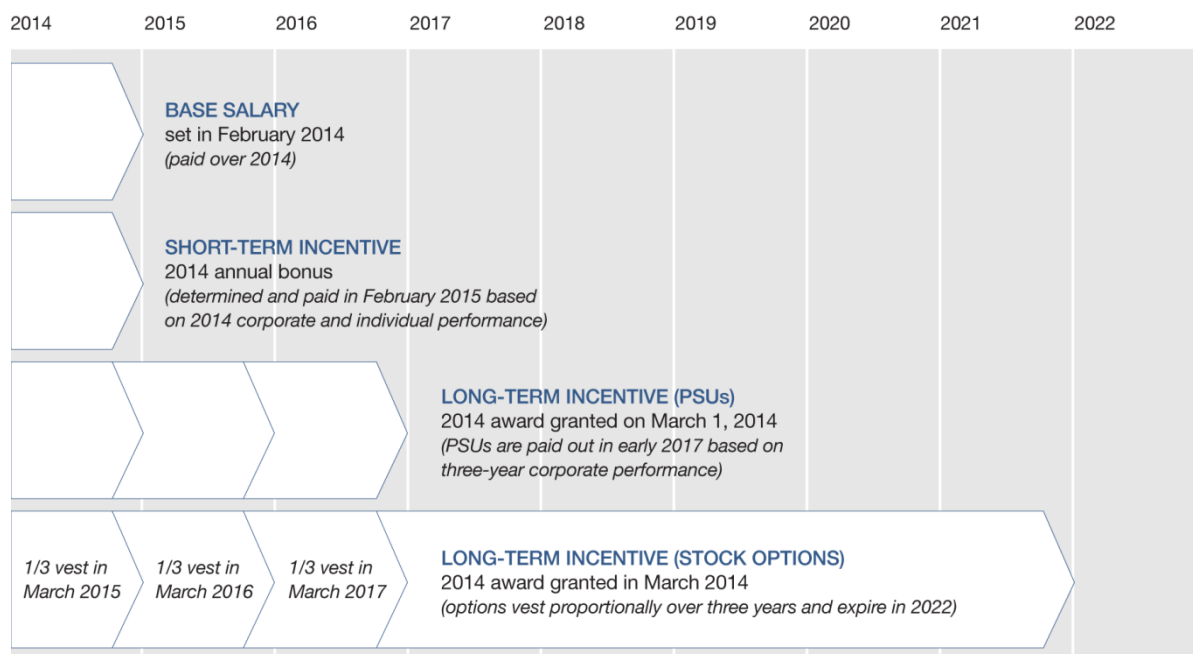 2014 2015 2016 2017 2018 2019 2020 2021 2022
BASE SALARY
set in February 2014
(paid over 2014)
SHORT-TERM INCENTIVE
2014 annual bonus
(determined and paid in February 2015 based
on 2014 corporate and individual performance)
LONG-TERM INCENTIVE (PSUs)
2014 award granted on March 1, 2014
(PSUs are paid out in early 2017 based on
three-year corporate performance)
1/3 vest in
March 2015
1/3 vest in
March 2016
1/3 vest in
March 2017
LONG-TERM INCENTIVE (STOCK OPTIONS)
2014 award granted in March 2014
(options vest proportionally over three years and expire in 2022)